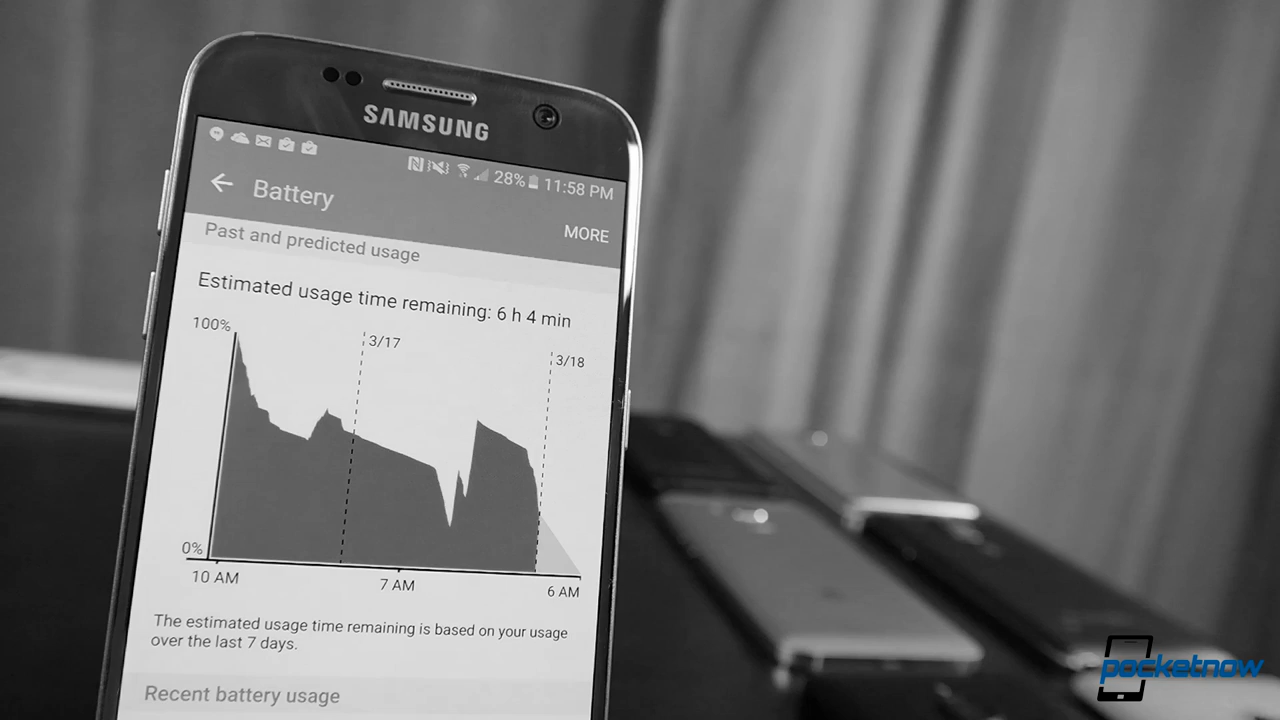 SAMSUNG
28% 11:58 PM
Battery
MORE
Past and predicted usage
Estimated usage time remaining: 6 h 4 min
100%
3/17
3/18
0%
10 AM
7 AM
6 AM
The estimated usage time remaining is based on your usage
over the last 7 days.
Recent battery usage
pocketnow